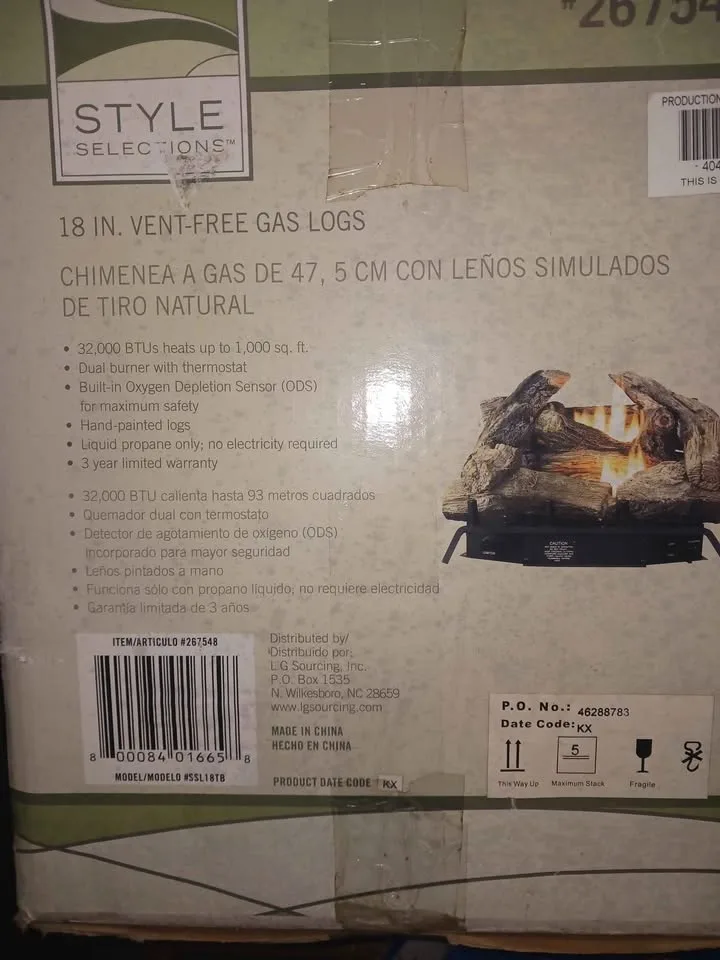 #26754
STYLE
SELECTIONS™
PRODUCTION
404
THIS IS
18 IN. VENT-FREE GAS LOGS
CHIMENEA A GAS DE 47, 5 CM CON LEÑOS SIMULADOS
DE TIRO NATURAL
• 32,000 BTUs heats up to 1,000 sq. ft.
• Dual burner with thermostat
• Built-in Oxygen Depletion Sensor (ODS)
for maximum safety
• Hand-painted logs
• Liquid propane only; no electricity required
• 3 year limited warranty
• 32,000 BTU calienta hasta 93 metros cuadrados
• Quemador dual con termostato
• Detector de agotamiento de oxigeno (ODS)
incorporado para mayor seguridad
• Leños pintados a mano
• Funciona sólo con propano líquido; no requiere electricidad
• Garantía limitada de 3 años
CAUTION
ITEM/ARTICULO #267548
8 00084 01665 8
MODEL/MODELO #SSL18TB
Distributed by/
Distribuido por:
LG Sourcing, Inc.
P.O. Box 1535
N. Wilkesboro, NC 28659
www.lgsourcing.com
MADE IN CHINA
HECHO EN CHINA
PRODUCT DATE CODE KX
P.O. No.: 46288783
Date Code: KX
5
This Way Up Maximum Stack Fragile